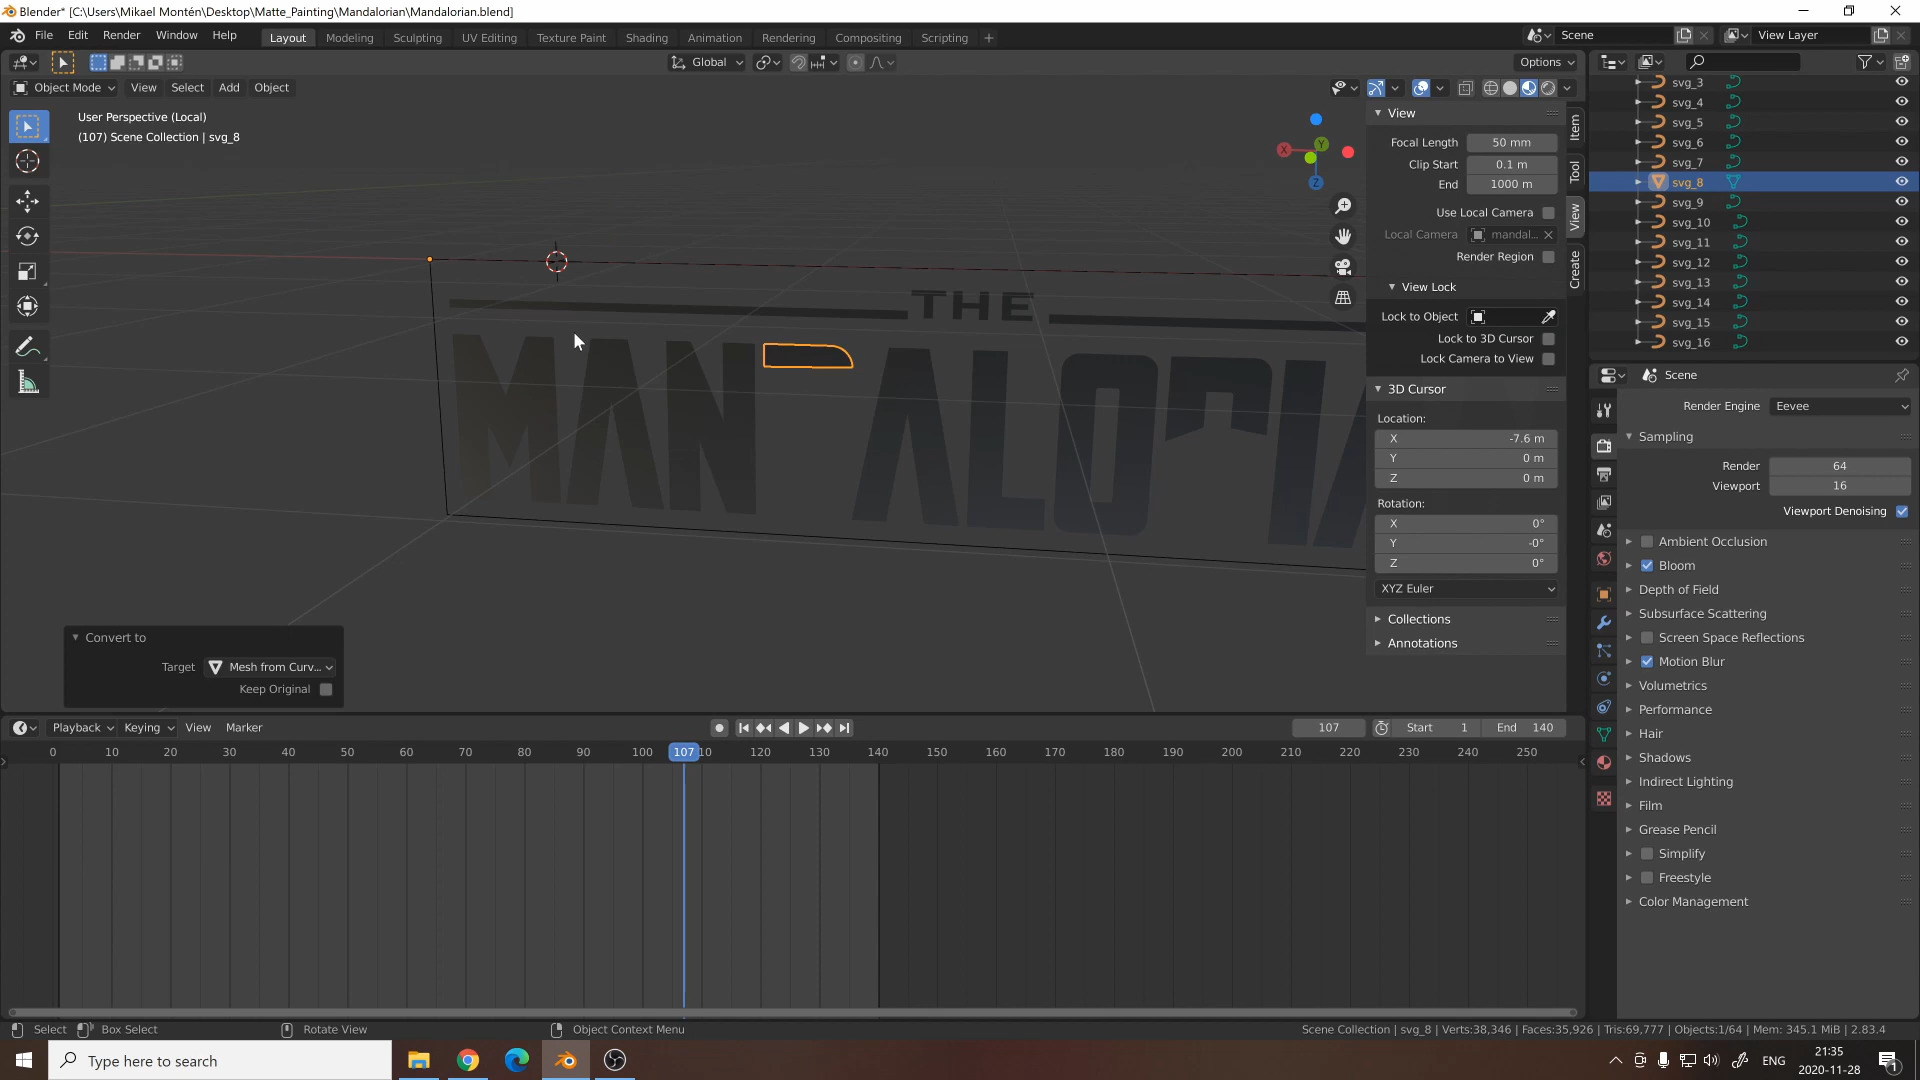 Blender* [C:\Users\Mikael Montén\Desktop\Matte_Painting\Mandalorian\Mandalorian.blend]
File Edit Render Window Help Layout Modeling Sculpting UV Editing Texture Paint Shading Animation Rendering Compositing Scripting + Scene View Layer
Global Options
Object Mode View Select Add Object
User Perspective (Local)
(107) Scene Collection | svg_8
X Y Z
THE
MAN ALO
View
Focal Length 50 mm
Clip Start 0.1 m
End 1000 m
Use Local Camera
Local Camera mandal...
Render Region
View Lock
Lock to Object
Lock to 3D Cursor
Lock Camera to View
3D Cursor
Location:
X -7.6 m
Y 0 m
Z 0 m
Rotation:
X 0°
Y -0°
Z 0°
XYZ Euler
Collections
Annotations
Item
Tool
View
Create
svg_3
svg_4
svg_5
svg_6
svg_7
svg_8
svg_9
svg_10
svg_11
svg_12
svg_13
svg_14
svg_15
svg_16
Scene
Render Engine Eevee
Sampling
Render 64
Viewport 16
Viewport Denoising
Ambient Occlusion
Bloom
Depth of Field
Subsurface Scattering
Screen Space Reflections
Motion Blur
Volumetrics
Performance
Hair
Shadows
Indirect Lighting
Film
Grease Pencil
Simplify
Freestyle
Color Management
Convert to
Target Mesh from Curv...
Keep Original
Playback Keying View Marker 107 Start 1 End 140
0 10 20 30 40 50 60 70 80 90 100 107 10 120 130 140 150 160 170 180 190 200 210 220 230 240 250
Select Box Select Rotate View Object Context Menu Scene Collection | svg_8 | Verts:38,346 | Faces:35,926 | Tris:69,777 | Objects:1/64 | Mem: 345.1 MiB | 2.83.4
Type here to search
ENG
21:35
2020-11-28
1